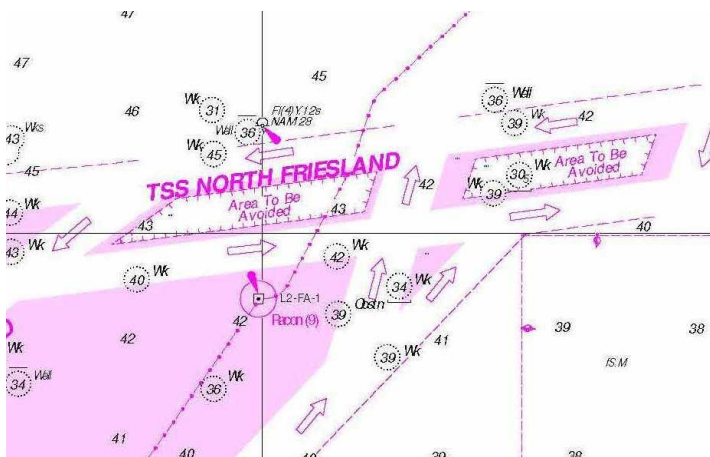 47
47
46
Wk
31
45
Fl(4)Y.12s
NAM.28
36
Wk
36
39
Wk
42
43
Wks
45
Wk
45
TSS NORTH FRIESLAND
Area To Be
Avoided
Area To Be
Avoided
30
Wk
42
Wk
39
44
Wk
43
43
40
43
Wk
42
Wk
40
Wk
34
Wk
L2-FA-1
42
Racon (9)
39
Obstn
42
41
39
38
Wk
39
Wk
fS.M
34
36
Wk
41
40
39
38